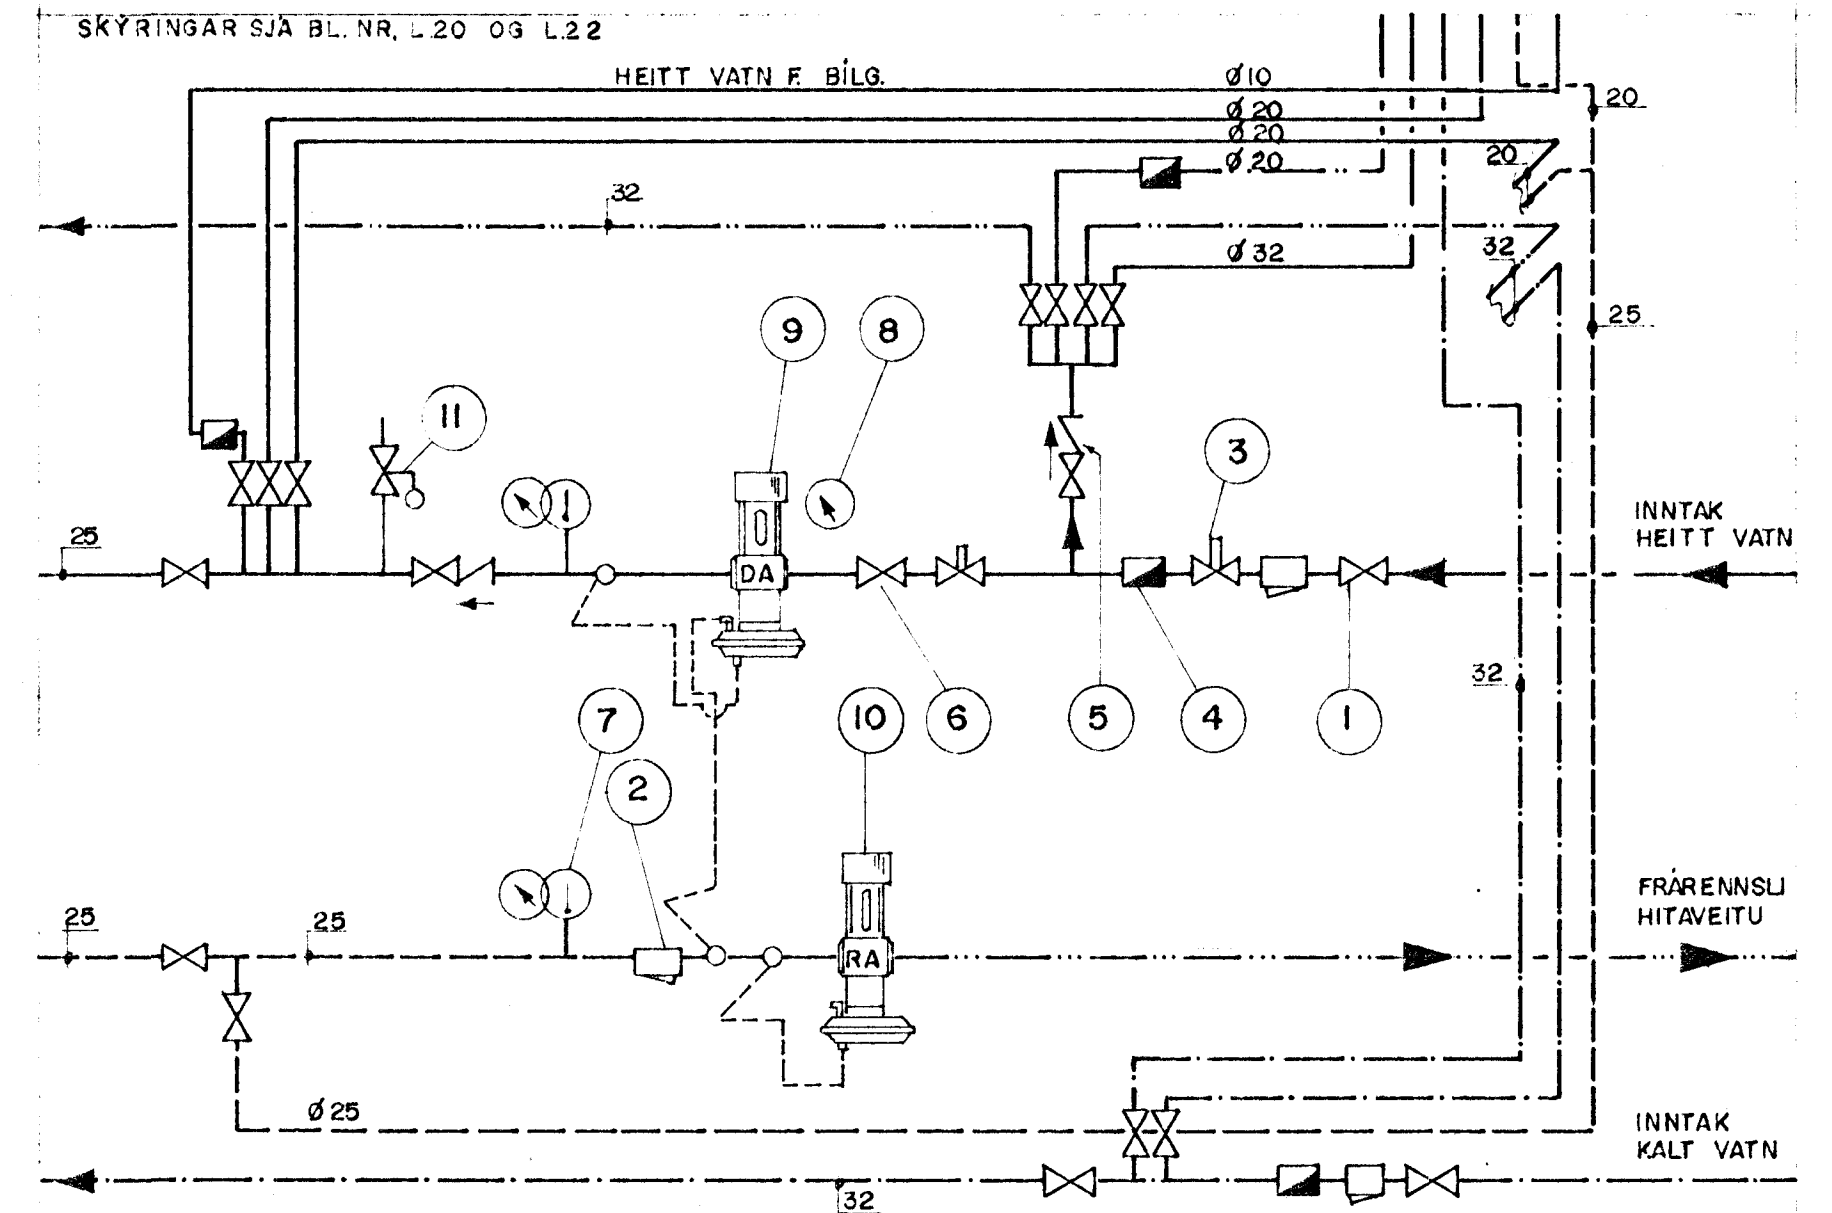 SKÝRINGAR SJÁ BL. NR. L.20 OG L.22
HEITT VATN F. BÍLG.
Ø10
Ø20
Ø20
Ø20
20
20
32
Ø32
32
25
9
8
11
3
25
INNTAK
HEITT VATN
DA
32
7
10
6
5
4
1
2
25
25
RA
FRÁRENNSLI
HITAVEITU
Ø25
INNTAK
KALT VATN
32